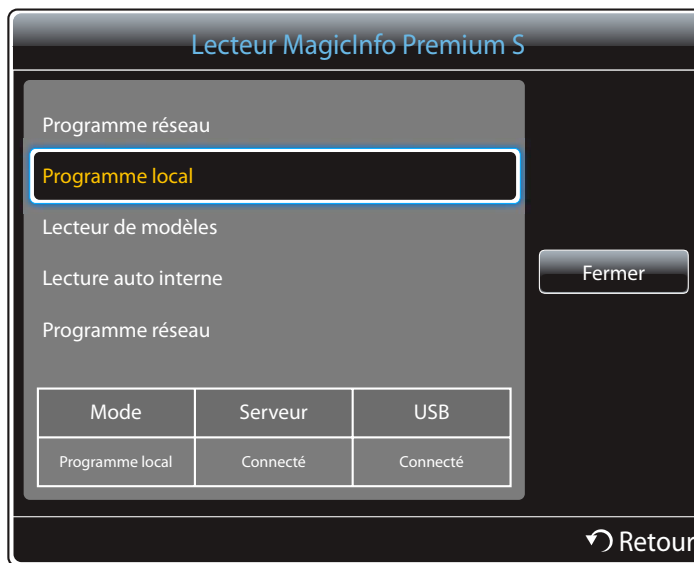 Lecteur MagicInfo Premium S
Programme réseau
Programme local
Lecteur de modèles
Lecture auto interne
Programme réseau
Fermer
Mode Serveur USB
Programme local Connecté Connecté
Retour